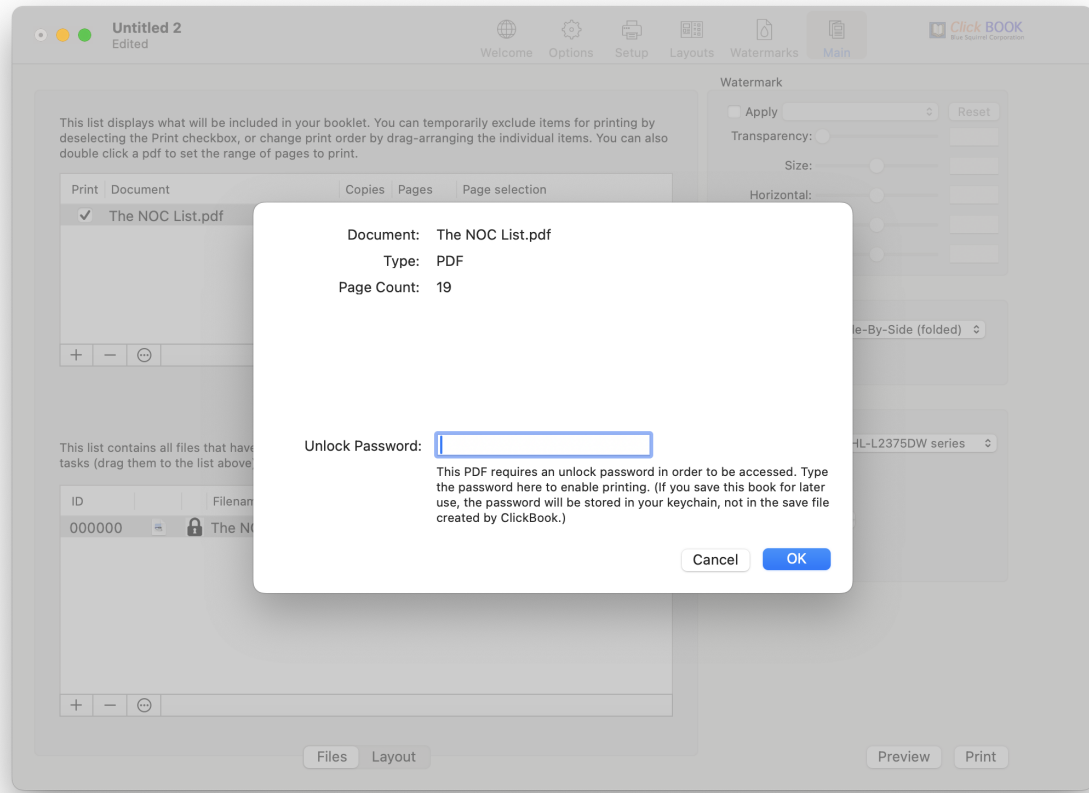 Untitled 2
Edited
Welcome Options Setup Layouts Watermarks Main
Click BOOK
Blue Squirrel Corporation
Watermark
Apply Reset
Transparency:
Size:
Horizontal:
This list displays what will be included in your booklet. You can temporarily exclude items for printing by
deselecting the Print checkbox, or change print order by drag-arranging the individual items. You can also
double click a pdf to set the range of pages to print.
Print Document Copies Pages Page selection
The NOC List.pdf
Document: The NOC List.pdf
Type: PDF
Page Count: 19
Unlock Password:
This PDF requires an unlock password in order to be accessed. Type
the password here to enable printing. (If you save this book for later
use, the password will be stored in your keychain, not in the save file
created by ClickBook.)
Cancel OK
le-By-Side (folded)
HL-L2375DW series
This list contains all files that have
tasks (drag them to the list above
ID Filenam
000000 The NO
Files Layout
Preview Print